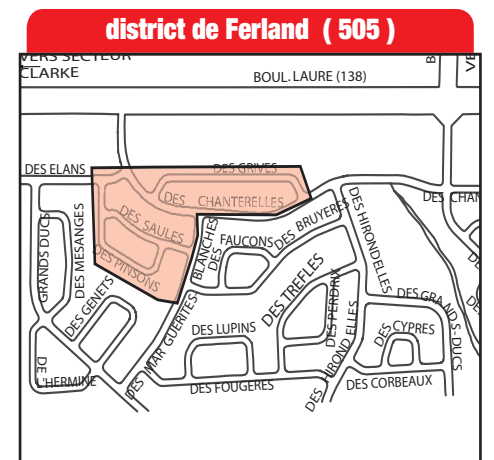 district de Ferland ( 505 )
VERS SECTEUR
CLARKE
BOUL. LAURE (138)
B
VE
DES ELANS
DES GRIVES
DES CHANTERELLES
DES CHAN
DES SAULES
DES BRUYERES
DES HIRONDELLES
GRANDS DUCS
DES MESANGES
BLANCHES
DES FAUCONS
DES PINSONS
DES GENETS
DES TREFLES
DES PERDRIX
DES GRANDS-DUCS
DES MARGUERITES
DES LUPINS
DES CYPRES
DES HIRONDELLES
DE L'HERMINE
DES FOUGERES
DES CORBEAUX